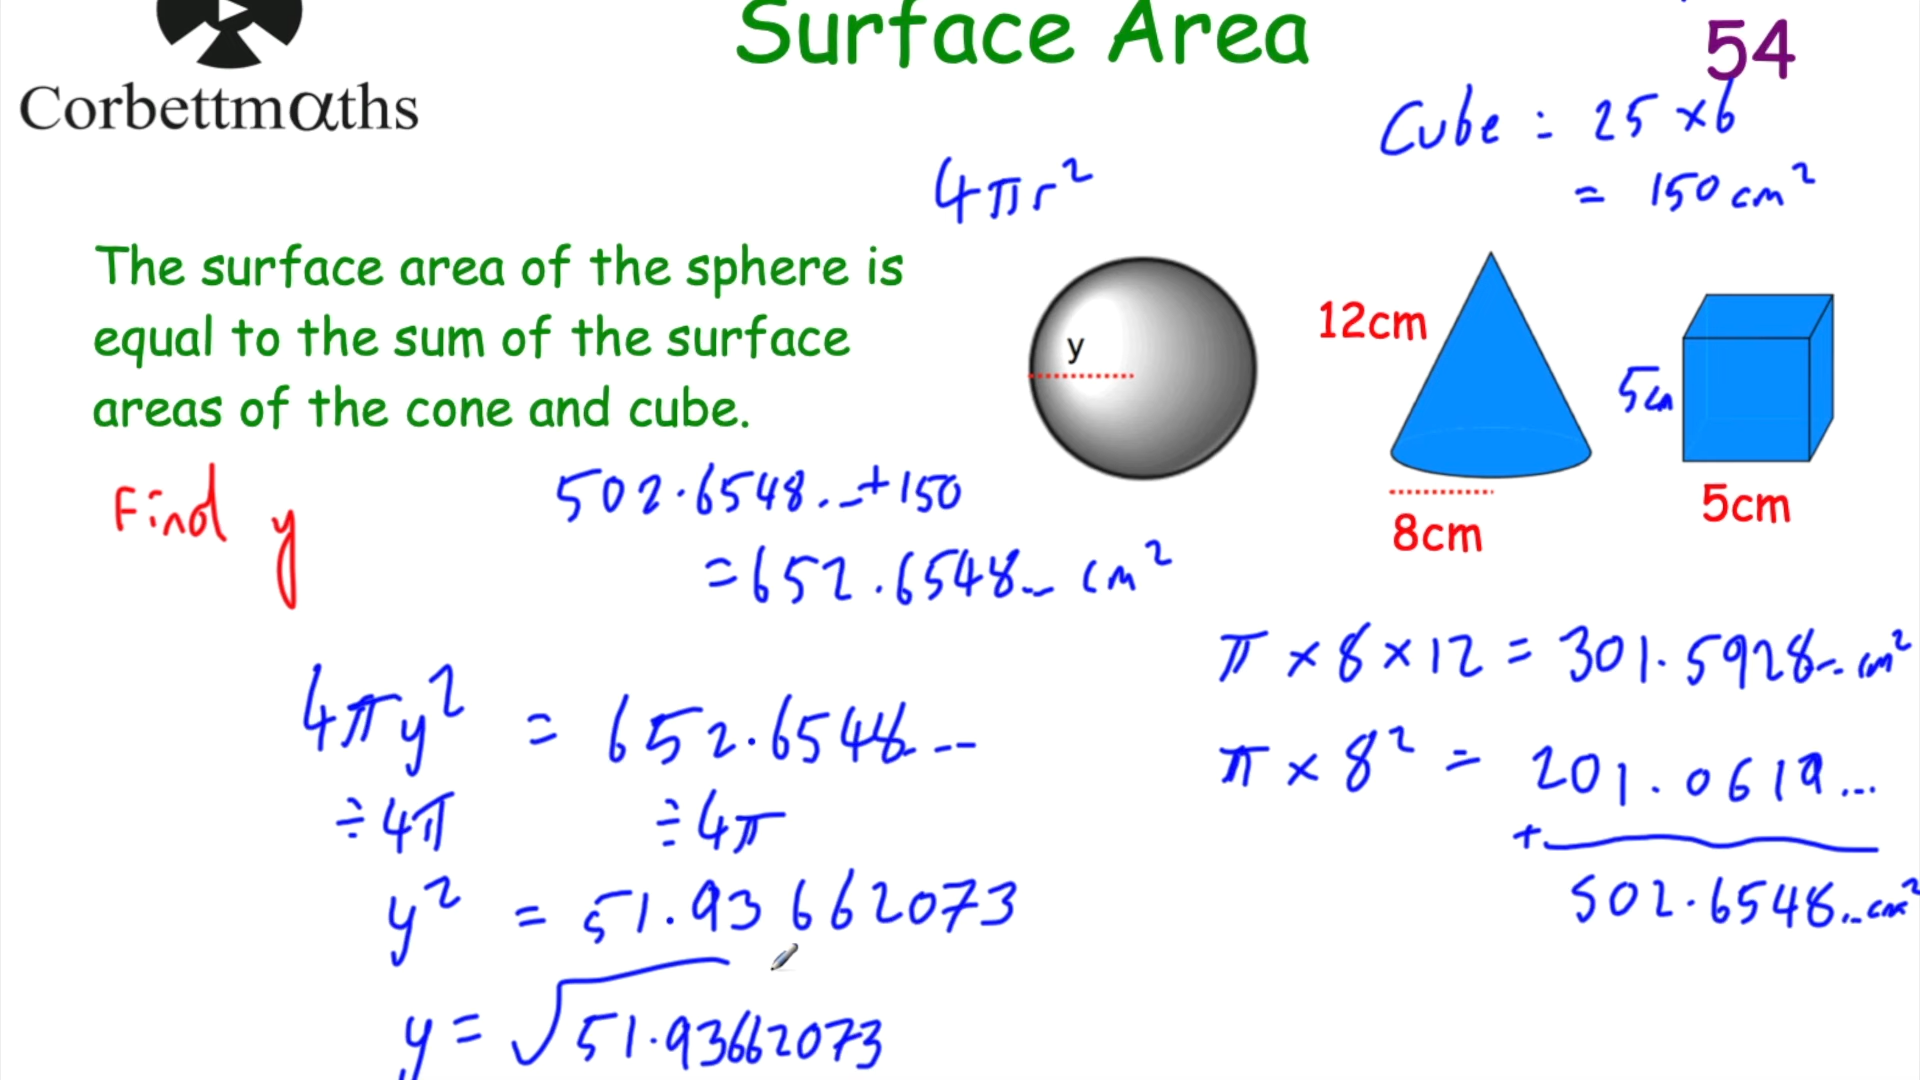 Surface Area
54
Corbettmαths
Cube = 25 × 6
= 150 cm²
4πr²
The surface area of the sphere is
equal to the sum of the surface
areas of the cone and cube.
y
12cm
8cm
5cm
5cm
Find y
502.6548... + 150
= 652.6548... cm²
4πy² = 652.6548...
÷4π ÷4π
y² = 51.93662073
y = √51.93662073
π × 8 × 12 = 301.5928... cm²
π × 8² = 201.0619...
+
502.6548... cm²